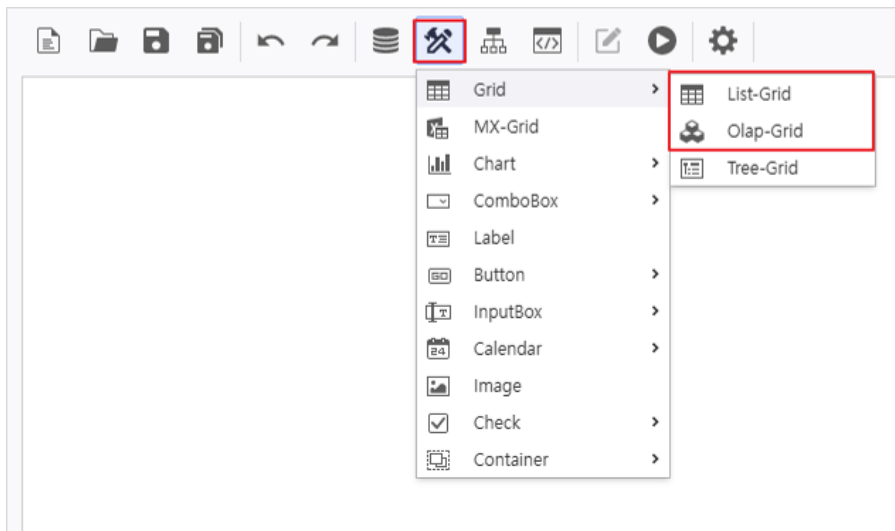 Grid
List-Grid
MX-Grid
Olap-Grid
Chart
Tree-Grid
ComboBox
Label
Button
InputBox
Calendar
Image
Check
Container